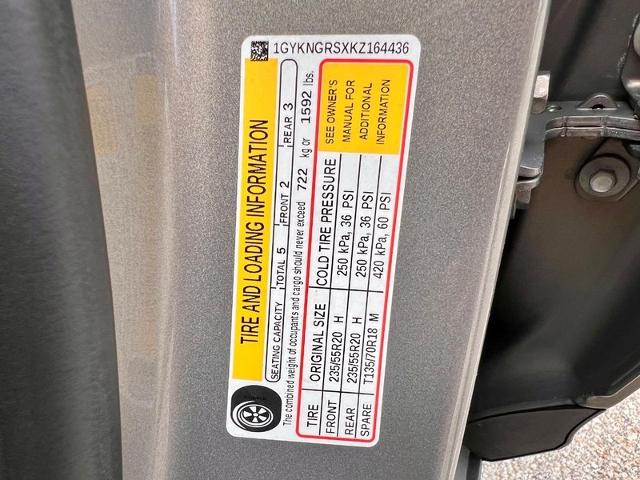 1GYKNGRSXKZ164436
TIRE AND LOADING INFORMATION
SEATING CAPACITY TOTAL 5 FRONT 2 REAR 3
The combined weight of occupants and cargo should never exceed 722 kg or 1592 lbs.
TIRE ORIGINAL SIZE COLD TIRE PRESSURE
FRONT 235/55R20 H 250 kPa, 36 PSI
REAR 235/55R20 H 250 kPa, 36 PSI
SPARE T135/70R18 M 420 kPa, 60 PSI
SEE OWNER'S
MANUAL FOR
ADDITIONAL
INFORMATION